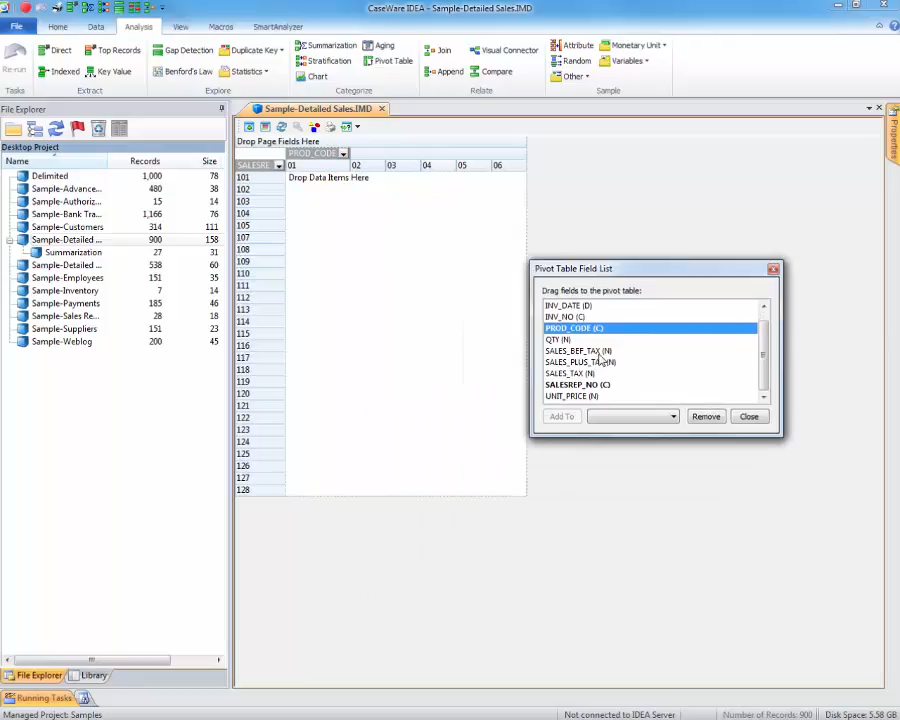 CaseWare IDEA - Sample-Detailed Sales.IMD
File Home Data Analysis View Macros SmartAnalyzer
Re-run
Tasks
Direct Top Records
Indexed Key Value
Extract
Gap Detection Duplicate Key
Benford's Law Statistics
Explore
Summarization Aging
Stratification Pivot Table
Chart
Categorize
Join Visual Connector
Append Compare
Relate
Attribute Monetary Unit
Random Variables
Other
Sample
File Explorer
Desktop Project
Name Records Size
Delimited 1,000 78
Sample-Advance... 480 38
Sample-Authoriz... 15 14
Sample-Bank Tra... 1,166 76
Sample-Customers 314 111
Sample-Detailed ... 900 158
Summarization 27 31
Sample-Detailed ... 538 60
Sample-Employees 151 35
Sample-Inventory 7 14
Sample-Payments 185 46
Sample-Sales Re... 28 18
Sample-Suppliers 151 23
Sample-Weblog 200 65
Sample-Detailed Sales.IMD
Drop Page Fields Here
PROD_CODE
SALESRE 01 02 03 04 05 06
101 Drop Data Items Here
102
103
104
105
107
108
109
110
111
112
113
114
115
116
117
118
119
120
121
122
123
124
125
126
127
128
Properties
Pivot Table Field List
Drag fields to the pivot table:
INV_DATE (D)
INV_NO (C)
PROD_CODE (C)
QTY (N)
SALES_BEF_TAX (N)
SALES_PLUS_TAX (N)
SALES_TAX (N)
SALESREP_NO (C)
UNIT_PRICE (N)
Add To Remove Close
File Explorer Library
Running Tasks
Managed Project: Samples Not connected to IDEA Server Number of Records: 900 Disk Space: 5.58 GB